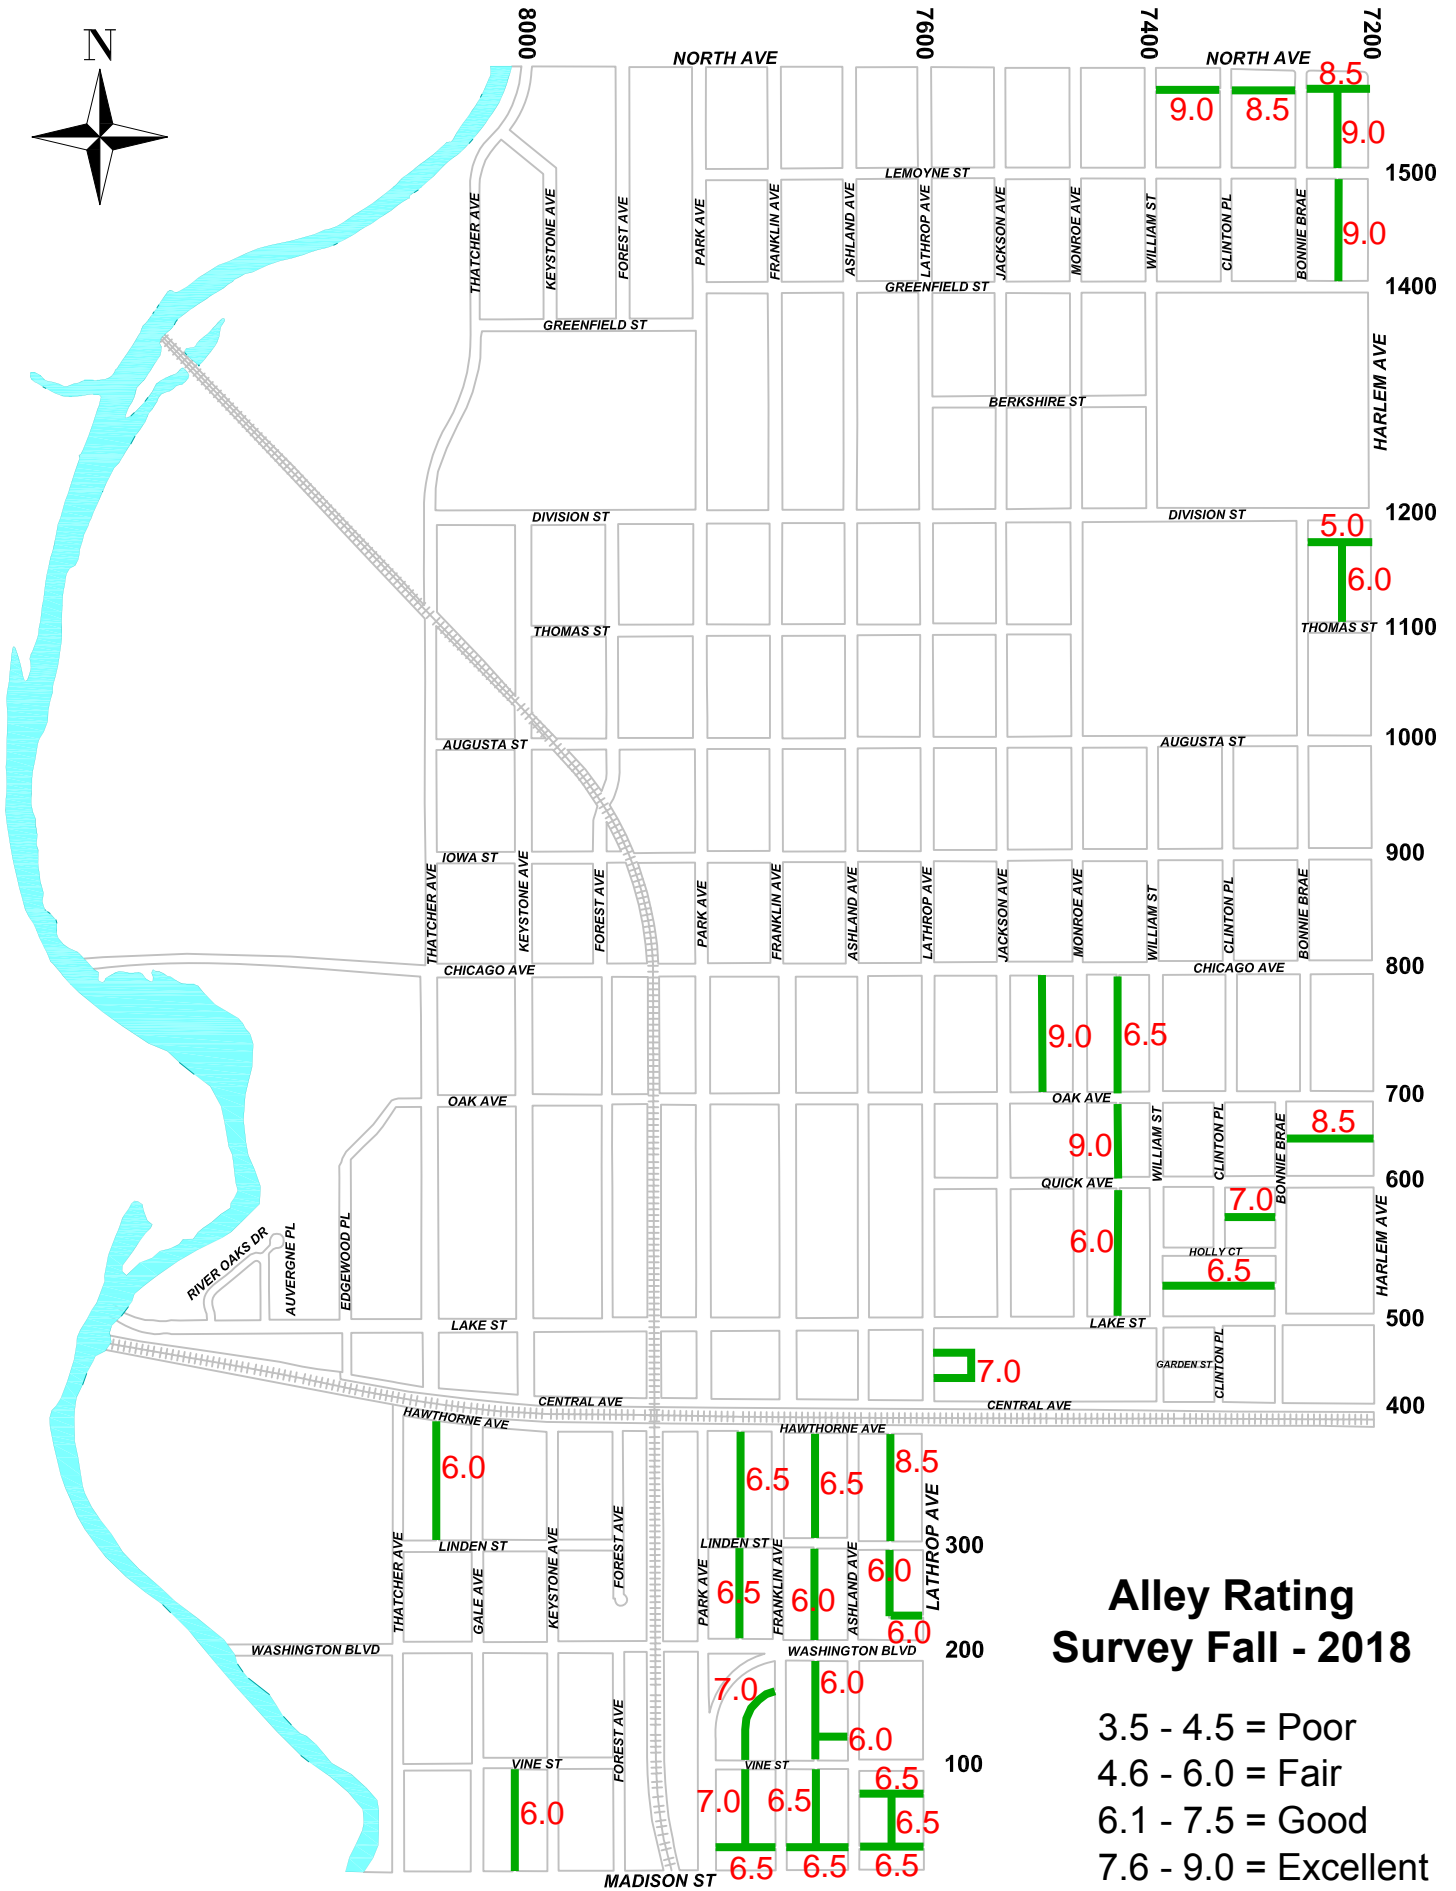 N
8000
7600
7400
7200
NORTH AVE
NORTH AVE
8.5
9.0
8.5
9.0
LEMOYNE ST
1500
THATCHER AVE
KEYSTONE AVE
FOREST AVE
PARK AVE
FRANKLIN AVE
ASHLAND AVE
LATHROP AVE
JACKSON AVE
MONROE AVE
WILLIAM ST
CLINTON PL
BONNIE BRAE
9.0
GREENFIELD ST
1400
GREENFIELD ST
HARLEM AVE
BERKSHIRE ST
DIVISION ST
DIVISION ST
1200
5.0
6.0
THOMAS ST
THOMAS ST
1100
AUGUSTA ST
AUGUSTA ST
1000
IOWA ST
900
THATCHER AVE
KEYSTONE AVE
FOREST AVE
PARK AVE
FRANKLIN AVE
ASHLAND AVE
LATHROP AVE
JACKSON AVE
MONROE AVE
WILLIAM ST
CLINTON PL
BONNIE BRAE
CHICAGO AVE
CHICAGO AVE
800
9.0
6.5
OAK AVE
OAK AVE
700
9.0
WILLIAM ST
CLINTON PL
BONNIE BRAE
8.5
QUICK AVE
600
7.0
6.0
HOLLY CT
6.5
HARLEM AVE
RIVER OAKS DR
AUVERGNE PL
EDGEWOOD PL
LAKE ST
LAKE ST
500
7.0
GARDEN ST
CLINTON PL
CENTRAL AVE
CENTRAL AVE
400
HAWTHORNE AVE
HAWTHORNE AVE
6.0
6.5
6.5
8.5
LATHROP AVE
LINDEN ST
LINDEN ST
300
THATCHER AVE
GALE AVE
KEYSTONE AVE
FOREST AVE
PARK AVE
FRANKLIN AVE
ASHLAND AVE
6.5
6.0
6.0
6.0
WASHINGTON BLVD
WASHINGTON BLVD
200
7.0
6.0
6.0
FOREST AVE
VINE ST
VINE ST
100
6.0
7.0
6.5
6.5
6.5
6.5
6.5
6.5
MADISON ST
Alley Rating
Survey Fall - 2018
3.5 - 4.5 = Poor
4.6 - 6.0 = Fair
6.1 - 7.5 = Good
7.6 - 9.0 = Excellent